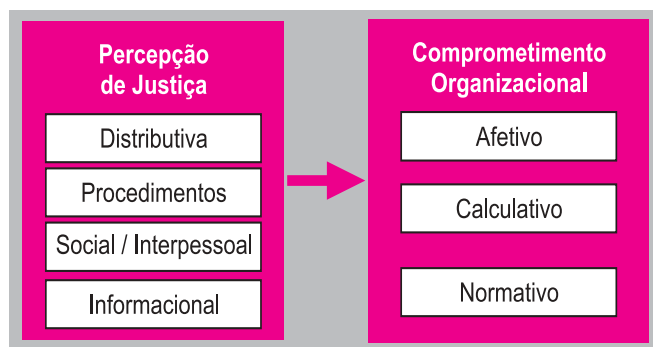 Percepção
de Justiça
Distributiva
Procedimentos
Social / Interpessoal
Informacional
Comprometimento
Organizacional
Afetivo
Calculativo
Normativo